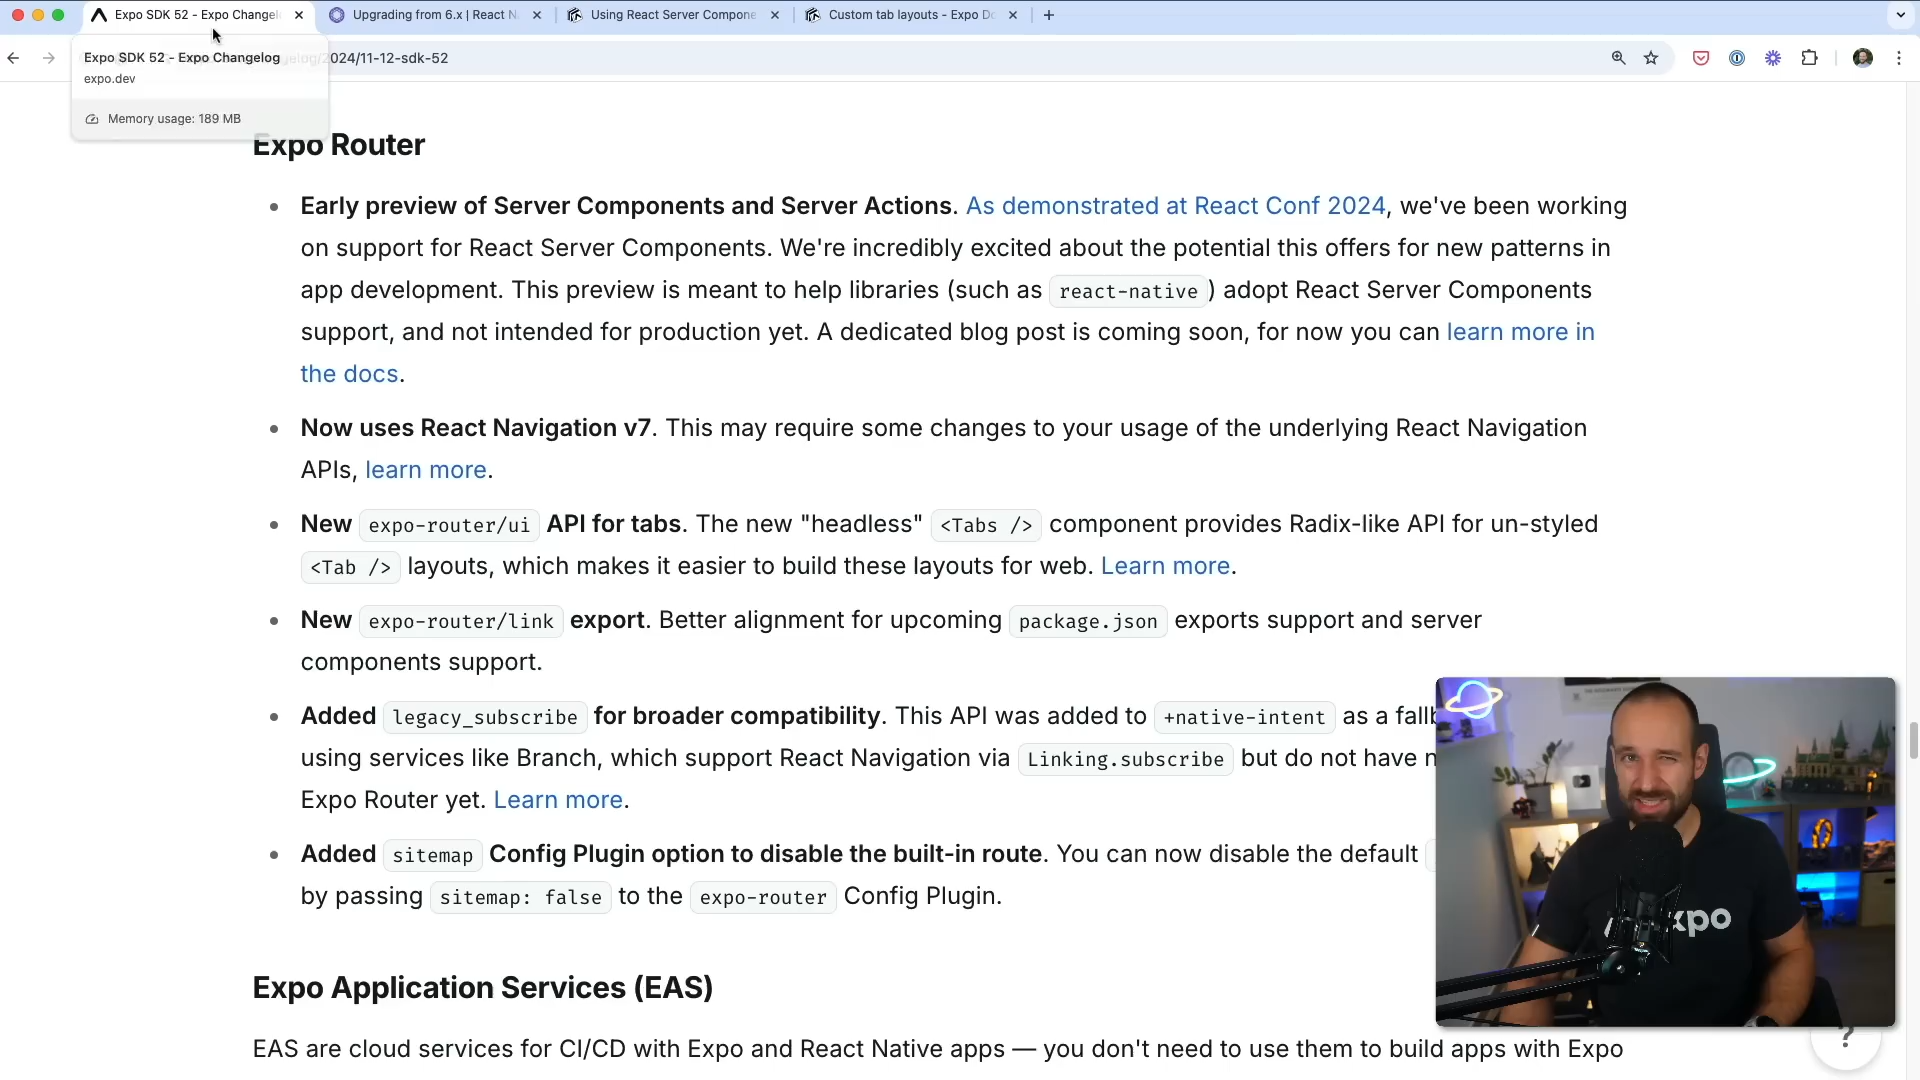 Expo SDK 52 - Expo Changel
Upgrading from 6.x | React N
Using React Server Compone
Custom tab layouts - Expo Do
elog/2024/11-12-sdk-52
Expo SDK 52 - Expo Changelog
expo.dev
Memory usage: 189 MB
Expo Router
Early preview of Server Components and Server Actions. As demonstrated at React Conf 2024, we've been working
on support for React Server Components. We're incredibly excited about the potential this offers for new patterns in
app development. This preview is meant to help libraries (such as react-native) adopt React Server Components
support, and not intended for production yet. A dedicated blog post is coming soon, for now you can learn more in
the docs.
Now uses React Navigation v7. This may require some changes to your usage of the underlying React Navigation
APIs, learn more.
New expo-router/ui API for tabs. The new "headless" <Tabs /> component provides Radix-like API for un-styled
<Tab /> layouts, which makes it easier to build these layouts for web. Learn more.
New expo-router/link export. Better alignment for upcoming package.json exports support and server
components support.
Added legacy_subscribe for broader compatibility. This API was added to +native-intent as a fallb
using services like Branch, which support React Navigation via Linking.subscribe but do not have n
Expo Router yet. Learn more.
Added sitemap Config Plugin option to disable the built-in route. You can now disable the default
by passing sitemap: false to the expo-router Config Plugin.
xpo
Expo Application Services (EAS)
EAS are cloud services for CI/CD with Expo and React Native apps — you don't need to use them to build apps with Expo
?